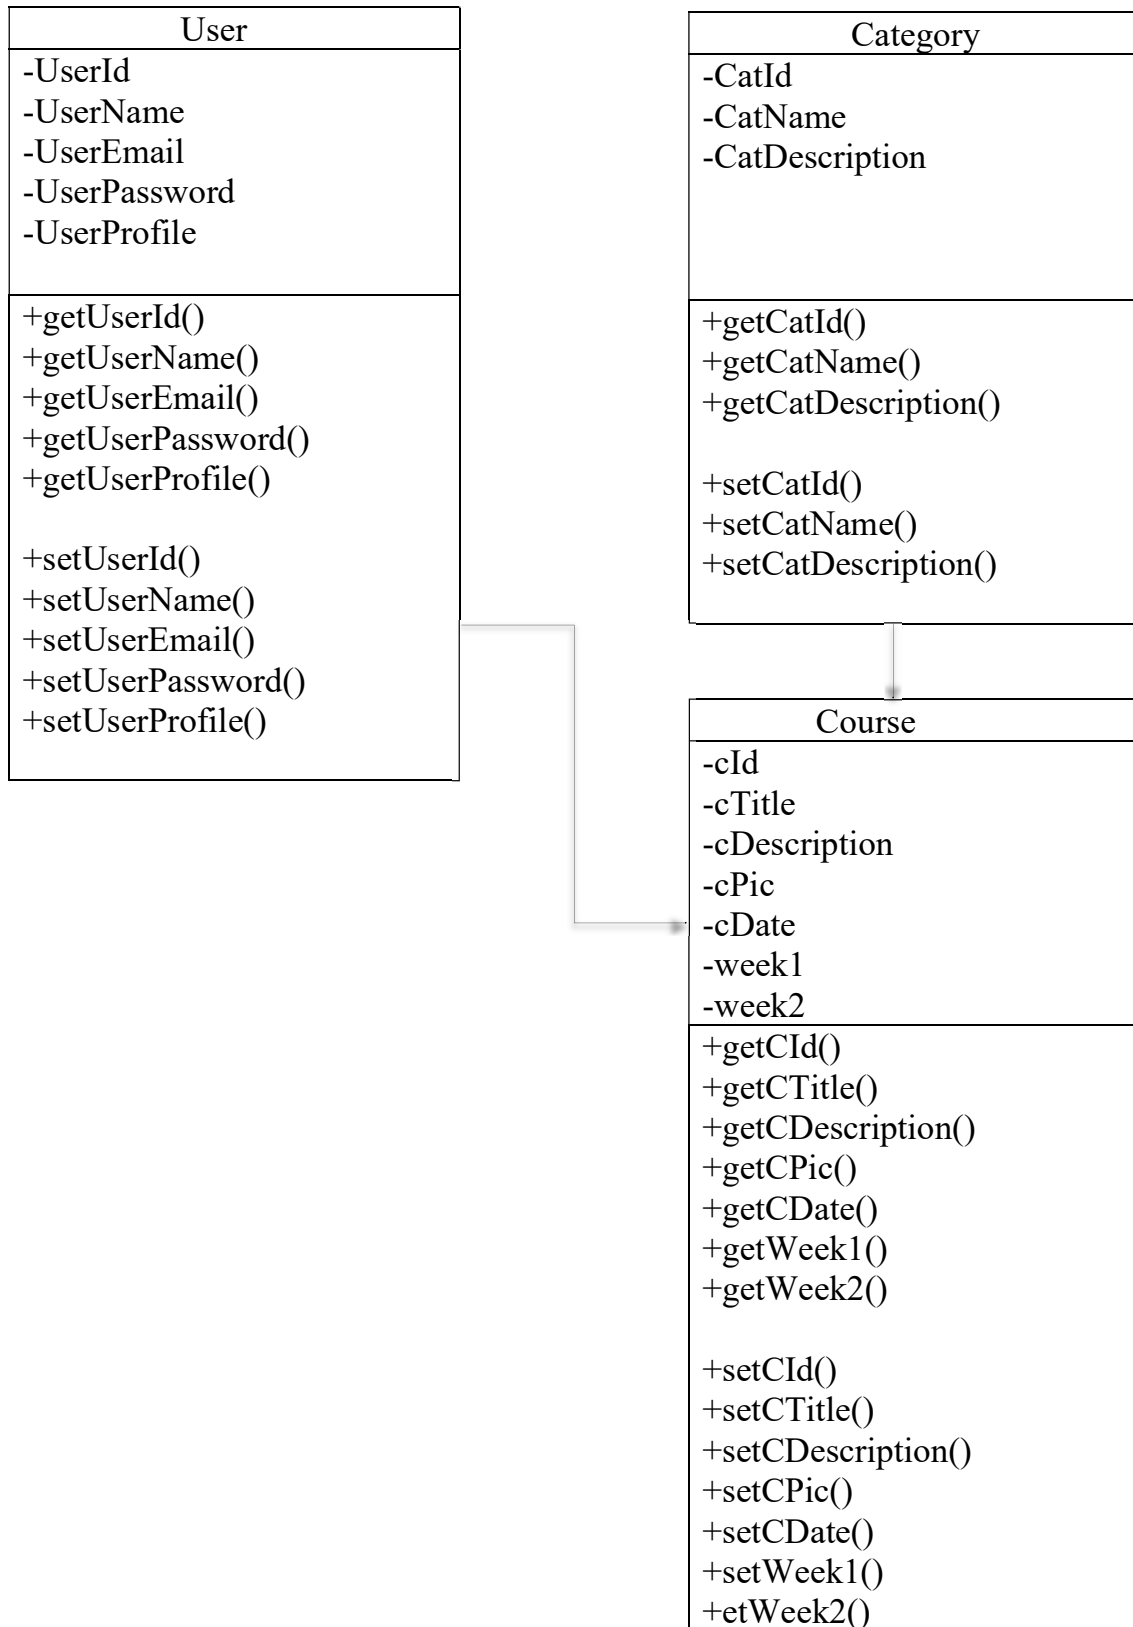 User
-UserId
-UserName
-UserEmail
-UserPassword
-UserProfile
+getUserId()
+getUserName()
+getUserEmail()
+getUserPassword()
+getUserProfile()
+setUserId()
+setUserName()
+setUserEmail()
+setUserPassword()
+setUserProfile()
Category
-CatId
-CatName
-CatDescription
+getCatId()
+getCatName()
+getCatDescription()
+setCatId()
+setCatName()
+setCatDescription()
Course
-cId
-cTitle
-cDescription
-cPic
-cDate
-week1
-week2
+getCId()
+getCTitle()
+getCDescription()
+getCPic()
+getCDate()
+getWeek1()
+getWeek2()
+setCId()
+setCTitle()
+setCDescription()
+setCPic()
+setCDate()
+setWeek1()
+etWeek2()